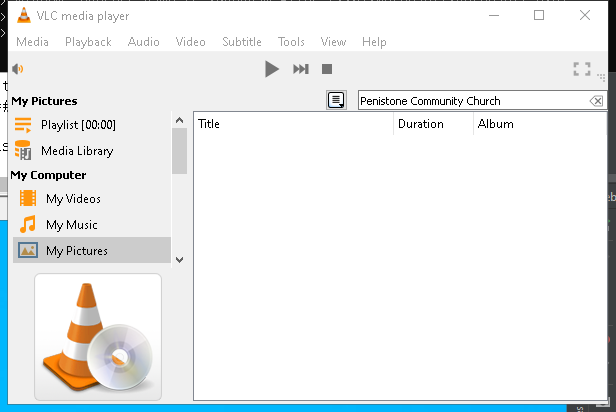 VLC media player
Media Playback Audio Video Subtitle Tools View Help
My Pictures
Penistone Community Church
Playlist [00:00]
Media Library
My Computer
My Videos
My Music
My Pictures
Title Duration Album